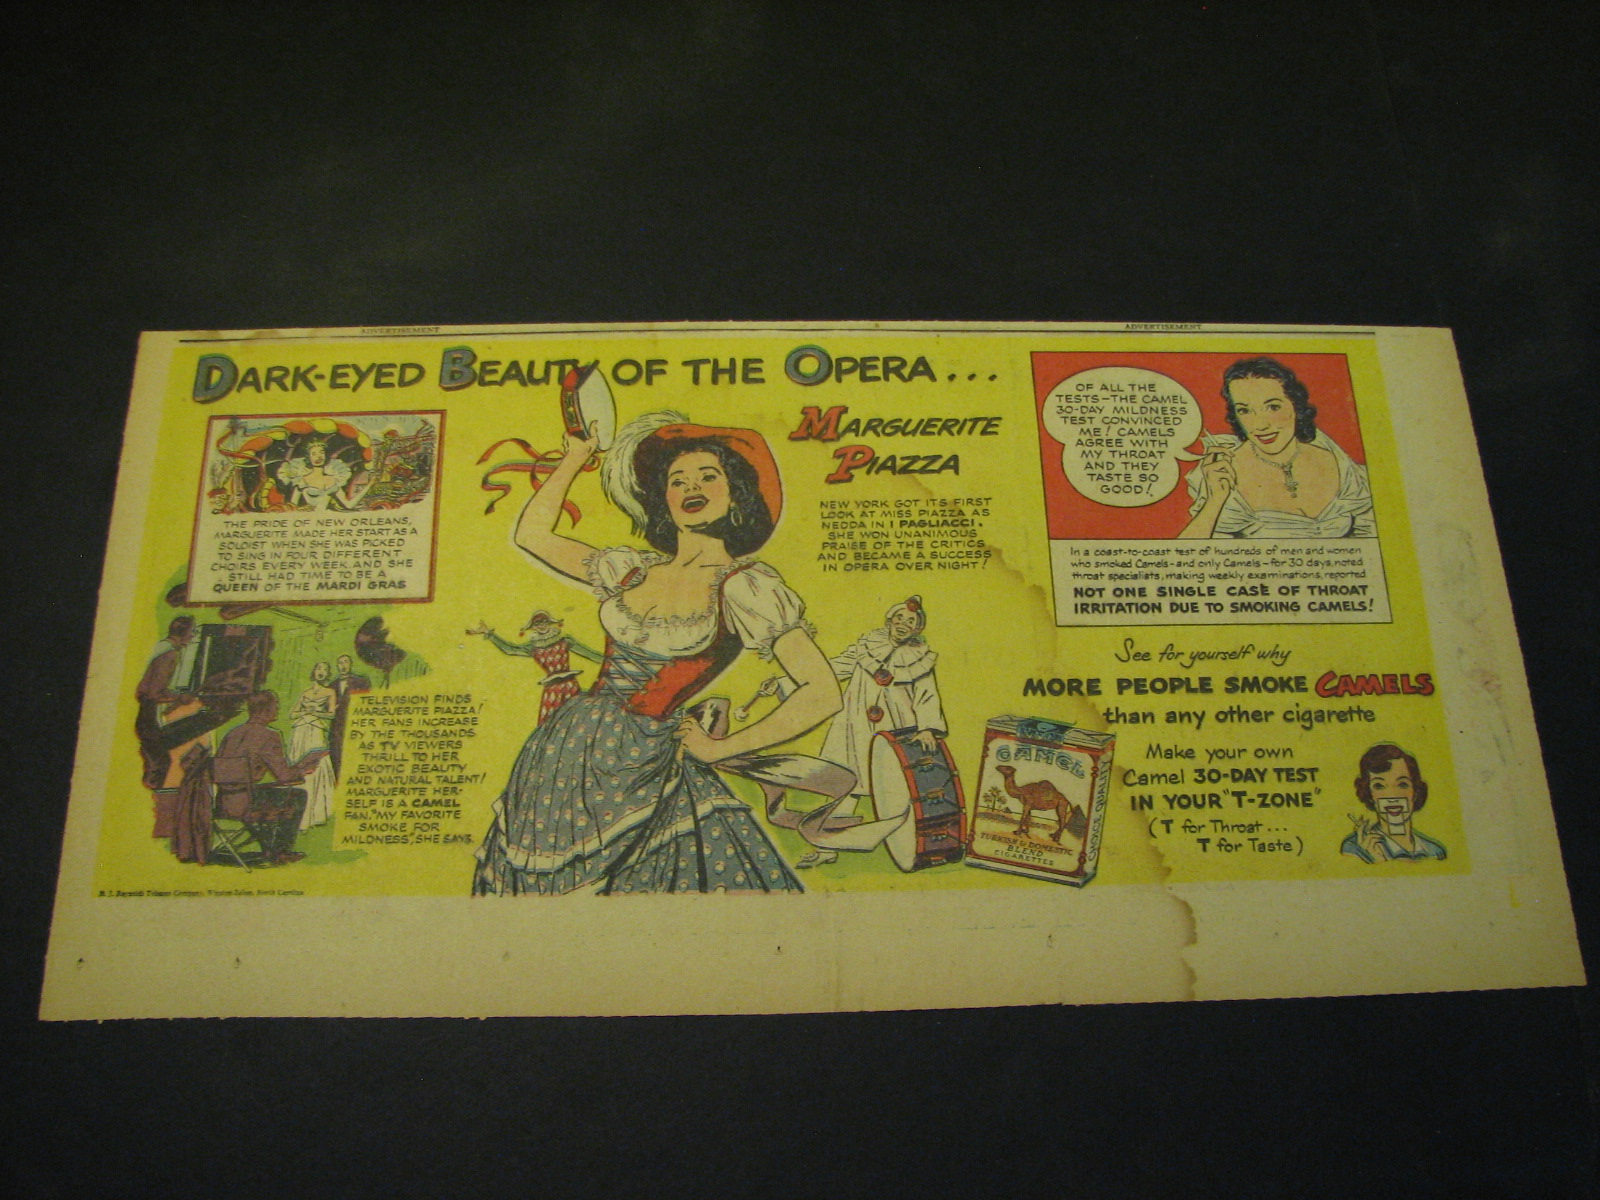 ADVERTISEMENT
ADVERTISEMENT
DARK-EYED BEAUTY OF THE OPERA...
MARGUERITE
PIAZZA
THE PRIDE OF NEW ORLEANS,
MARGUERITE MADE HER START AS A
SOLOIST WHEN SHE WAS PICKED
TO SING IN FOUR DIFFERENT
CHOIRS EVERY WEEK. AND SHE
STILL HAD TIME TO BE A
QUEEN OF THE MARDI GRAS
TELEVISION FINDS
MARGUERITE PIAZZA!
HER FANS INCREASE
BY THE THOUSANDS
AS TV VIEWERS
THRILL TO HER
EXOTIC BEAUTY
AND NATURAL TALENT!
MARGUERITE HER-
SELF IS A CAMEL
FAN. "MY FAVORITE
SMOKE FOR
MILDNESS," SHE SAYS.
NEW YORK GOT ITS FIRST
LOOK AT MISS PIAZZA AS
NEDDA IN I PAGLIACCI.
SHE WON UNANIMOUS
PRAISE OF THE CRITICS
AND BECAME A SUCCESS
IN OPERA OVER NIGHT!
OF ALL THE
TESTS—THE CAMEL
30-DAY MILDNESS
TEST CONVINCED
ME! CAMELS
AGREE WITH
MY THROAT
AND THEY
TASTE SO
GOOD!
In a coast-to-coast test of hundreds of men and women
who smoked Camels - and only Camels - for 30 days, noted
throat specialists, making weekly examinations, reported
NOT ONE SINGLE CASE OF THROAT
IRRITATION DUE TO SMOKING CAMELS!
See for yourself why
MORE PEOPLE SMOKE CAMELS
than any other cigarette
Make your own
Camel 30-DAY TEST
IN YOUR "T-ZONE"
(T for Throat...
T for Taste)
CAMEL
TURKISH & DOMESTIC
BLEND
CIGARETTES
CHOICE QUALITY
R. J. Reynolds Tobacco Company, Winston-Salem, North Carolina